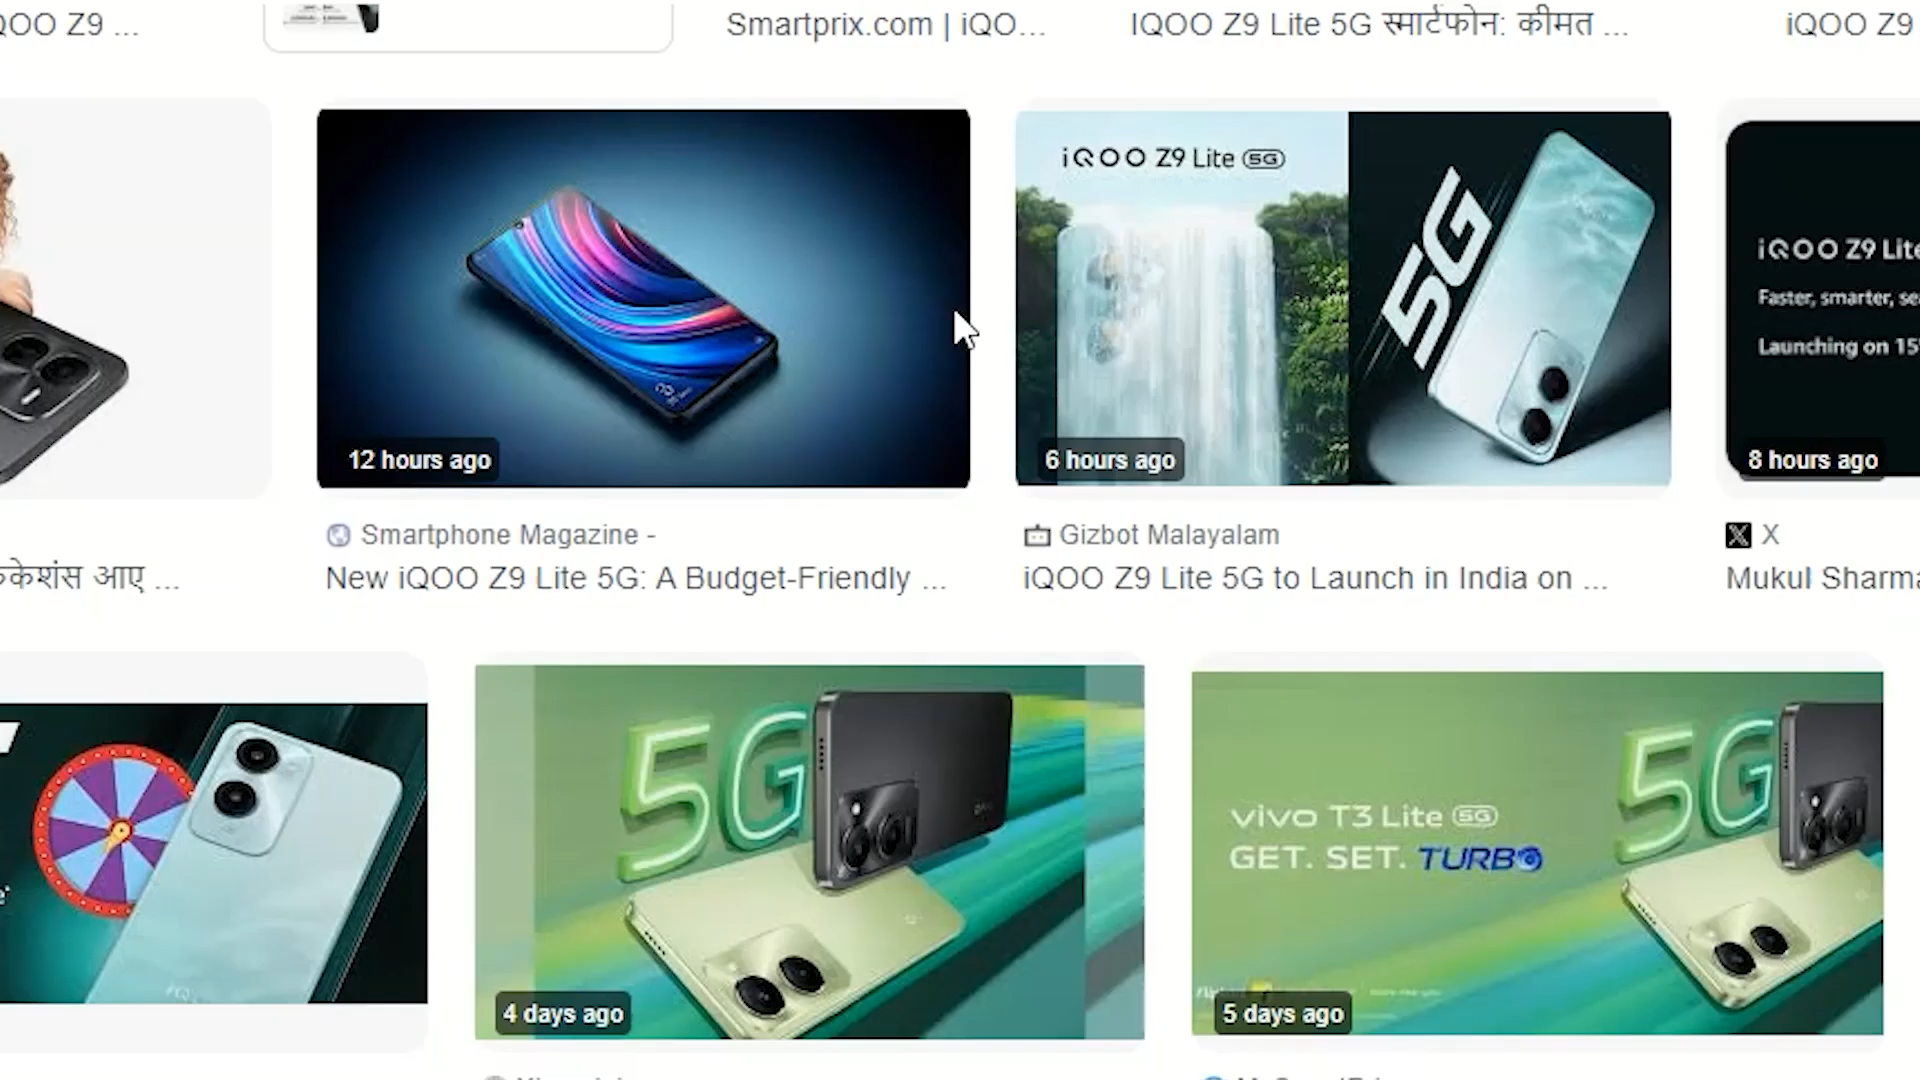 iQOO Z9 ...
Smartprix.com | iQO...
IQOO Z9 Lite 5G स्मार्टफोन: कीमत ...
iQOO Z9
12 hours ago
iQOO Z9 Lite 5G
5G
6 hours ago
iQOO Z9 Lite
Faster, smarter,
Launching on 15
8 hours ago
आए ...
Smartphone Magazine -
New iQOO Z9 Lite 5G: A Budget-Friendly ...
Gizbot Malayalam
iQOO Z9 Lite 5G to Launch in India on ...
X
Mukul Sharma
5G
4 days ago
vivo T3 Lite 5G
GET. SET. TURBO
5G
5 days ago